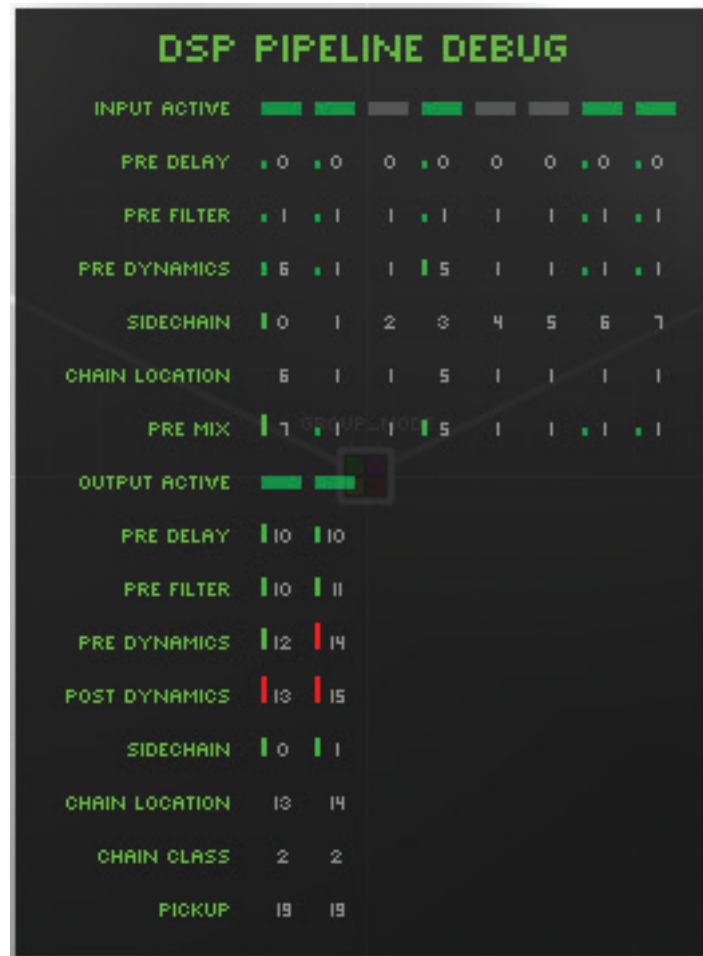 DSP PIPELINE DEBUG
INPUT ACTIVE
PRE DELAY 0 0 0 0 0 0 0 0
PRE FILTER 1 1 1 1 1 1 1 1
PRE DYNAMICS 6 1 1 5 1 1 1 1
SIDECHAIN 0 1 2 3 4 5 6 7
CHAIN LOCATION 6 1 1 5 1 1 1 1
GROUP_MODE
PRE MIX 7 1 1 5 1 1 1 1
OUTPUT ACTIVE
PRE DELAY 10 10
PRE FILTER 10 11
PRE DYNAMICS 12 14
POST DYNAMICS 13 15
SIDECHAIN 0 1
CHAIN LOCATION 13 14
CHAIN CLASS 2 2
PICKUP 19 19